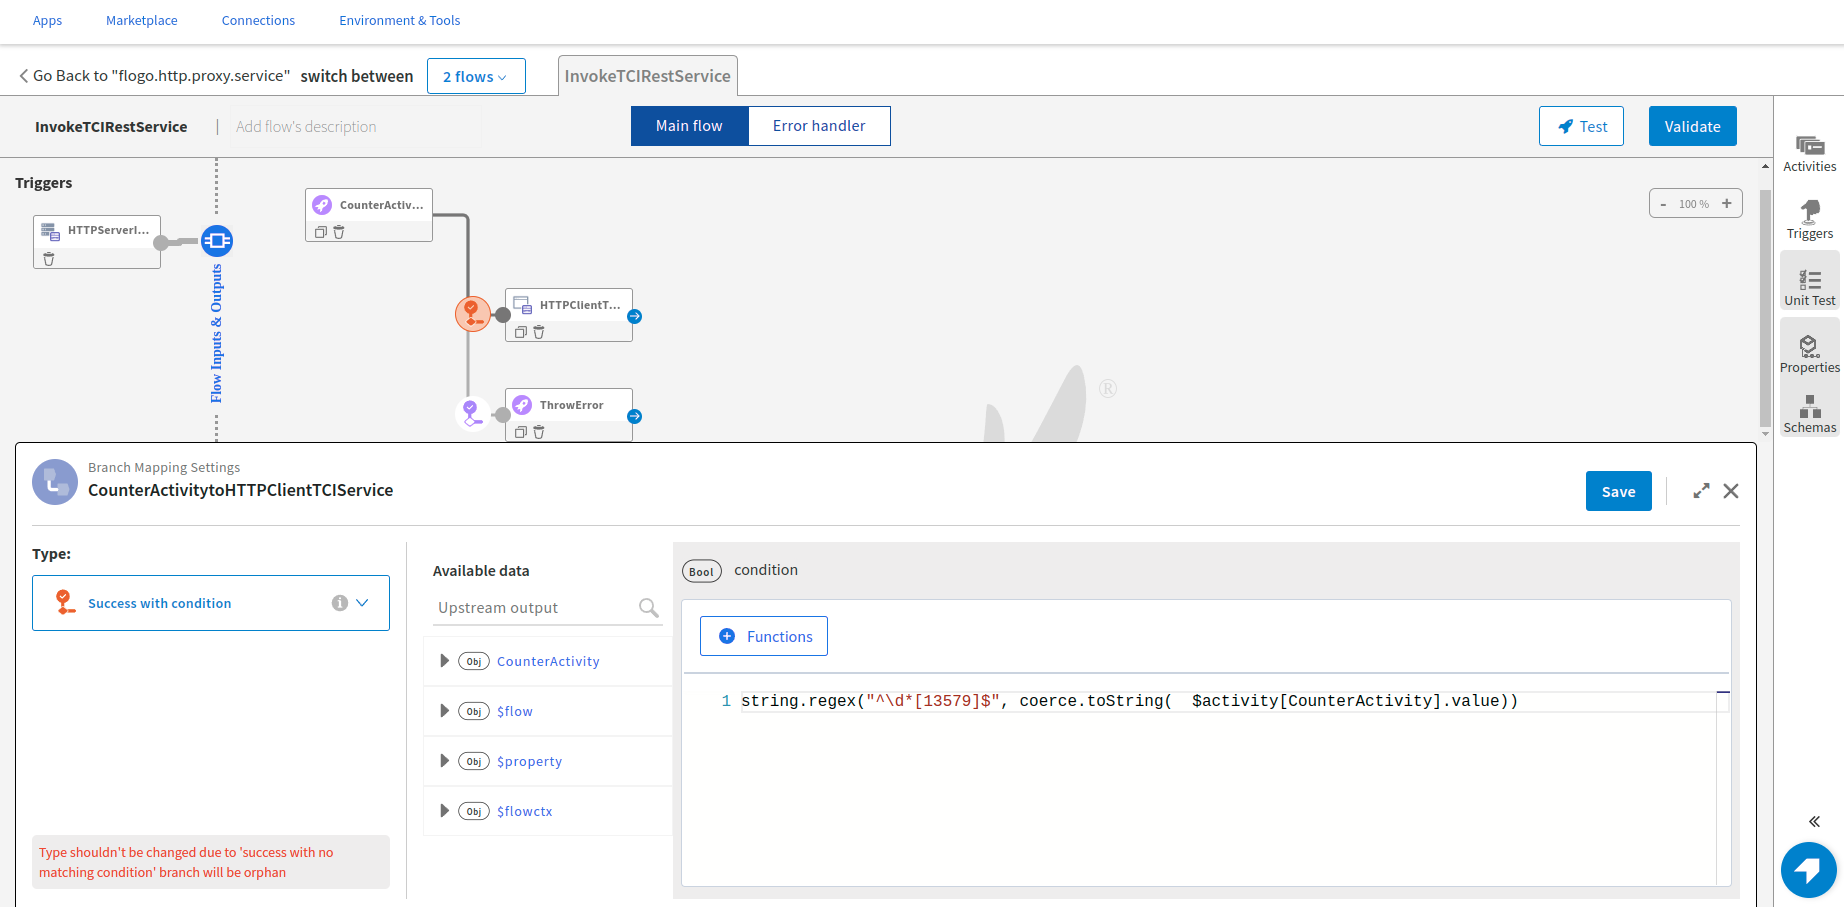 Apps Marketplace Connections Environment & Tools
Go Back to "flogo.http.proxy.service" switch between 2 flows InvokeTCIRestService
InvokeTCIRestService | Add flow's description Main flow Error handler Test Validate
Activities
Triggers
Unit Test
Properties
Schemas
Triggers
HTTPServerI...
Flow Inputs & Outputs
CounterActiv...
- 100 % +
HTTPClientT...
ThrowError
®
Branch Mapping Settings
CounterActivitytoHTTPClientTCIService
Save
Type:
Success with condition
Type shouldn't be changed due to 'success with no
matching condition' branch will be orphan
Available data
Upstream output
Obj CounterActivity
Obj $flow
Obj $property
Obj $flowctx
Bool condition
Functions
1 string.regex("^\d*[13579]$", coerce.toString(  $activity[CounterActivity].value))